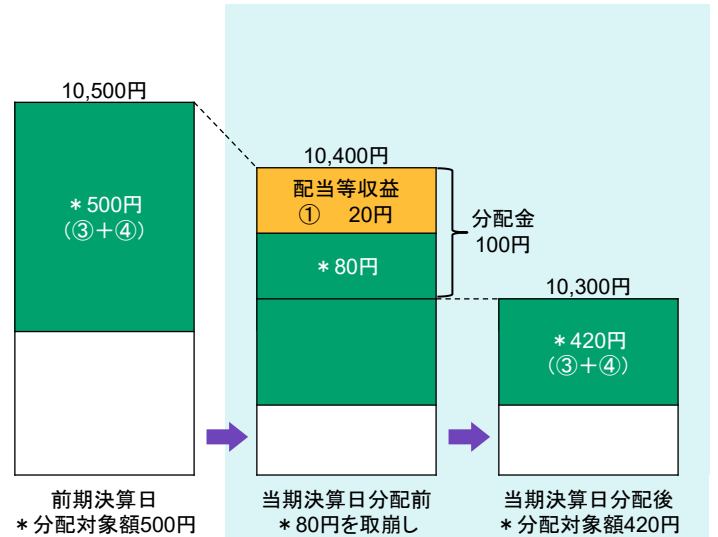 10,500円
＊500円
（③＋④）
前期決算日
＊分配対象額500円
10,400円
配当等収益
① 20円
＊80円
分配金
100円
当期決算日分配前
＊80円を取崩し
10,300円
＊420円
（③＋④）
当期決算日分配後
＊分配対象額420円